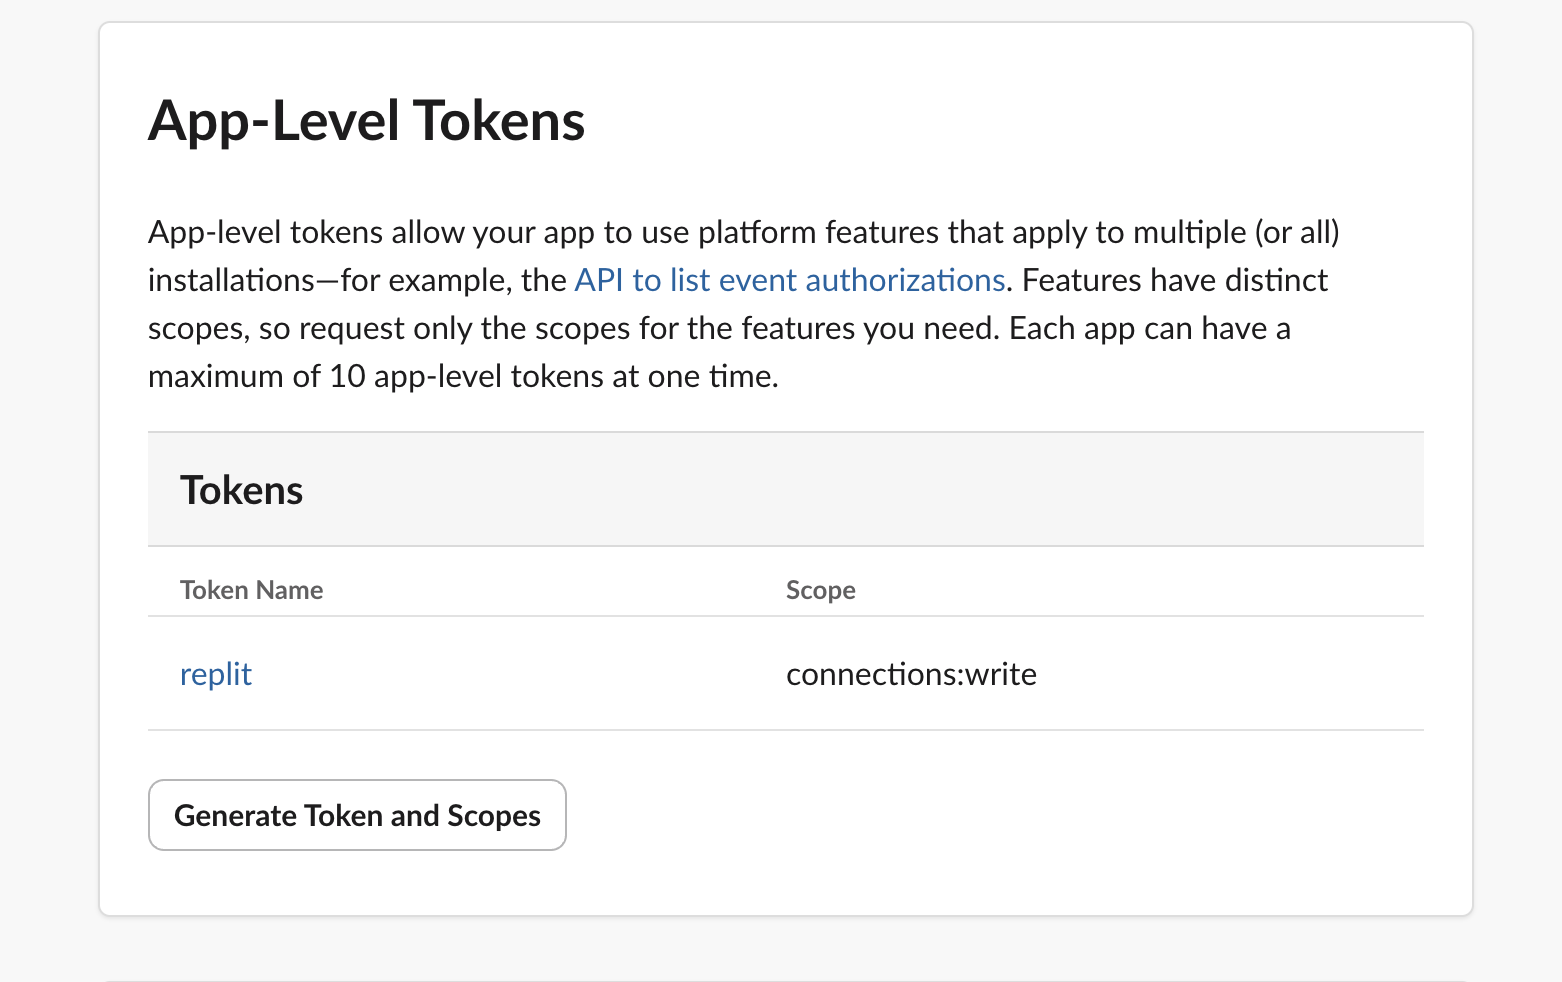 App-Level Tokens
App-level tokens allow your app to use platform features that apply to multiple (or all)
installations—for example, the API to list event authorizations. Features have distinct
scopes, so request only the scopes for the features you need. Each app can have a
maximum of 10 app-level tokens at one time.
Tokens
Token Name Scope
replit connections:write
Generate Token and Scopes